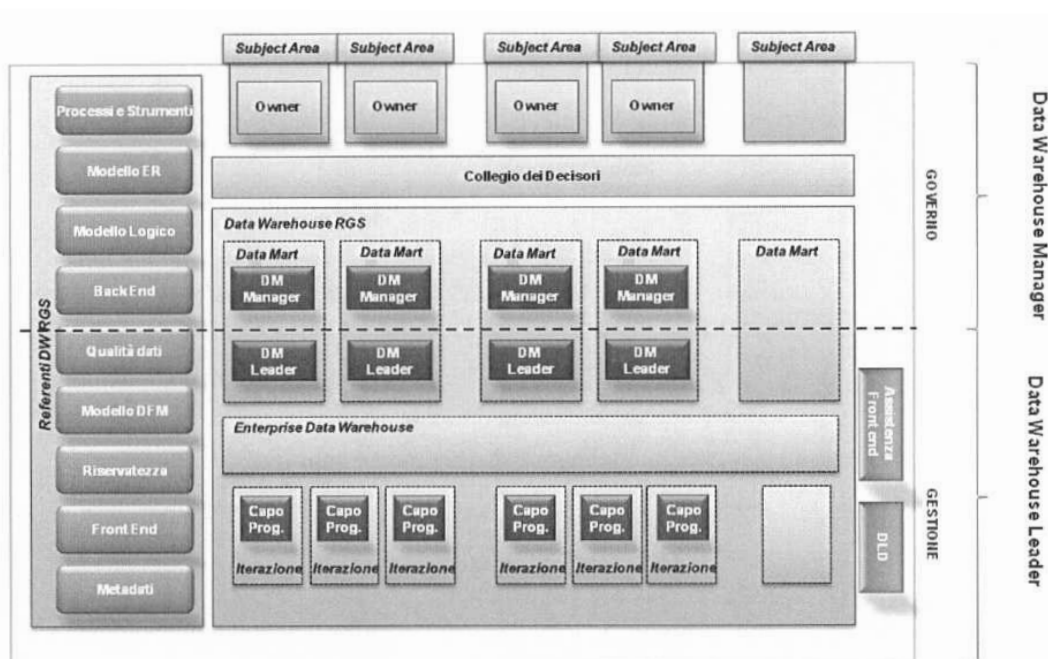 Subject Area
Subject Area
Subject Area
Subject Area
Subject Area
Owner
Owner
Owner
Owner
Collegio dei Decisori
Referenti DW RGS
Processi e Strumenti
Modello ER
Modello Logico
BackEnd
Qualità dati
Modello DFM
Riservatezza
FrontEnd
Metadati
Data Warehouse RGS
Data Mart
Data Mart
Data Mart
Data Mart
Data Mart
DM
Manager
DM
Manager
DM
Manager
DM
Manager
DM
Leader
DM
Leader
DM
Leader
DM
Leader
Enterprise Data Warehouse
Capo
Prog.
Capo
Prog.
Capo
Prog.
Capo
Prog.
Capo
Prog.
Capo
Prog.
Iterazione
Iterazione
Iterazione
Iterazione
Iterazione
Iterazione
Assistenza
Frontend
DLD
GOVERNO
GESTIONE
Data Warehouse Manager
Data Warehouse Leader